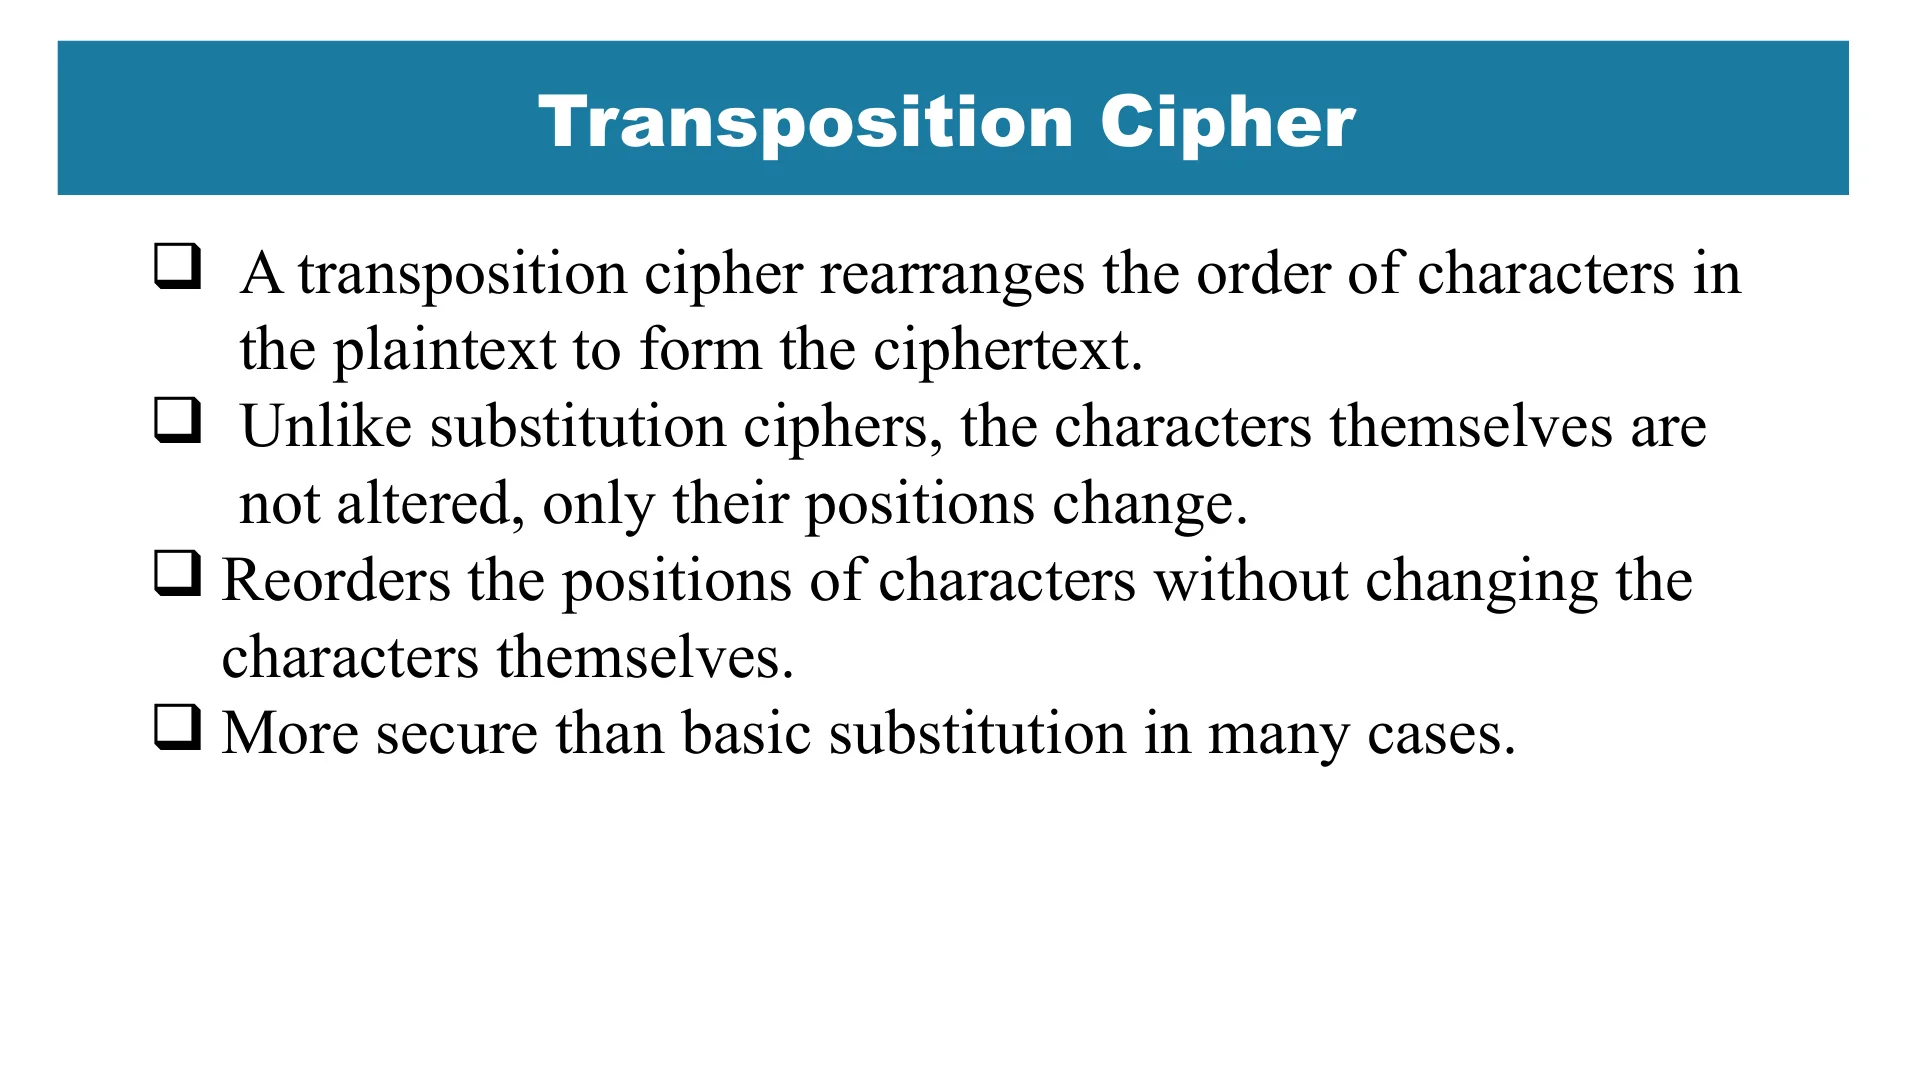 Transposition Cipher
❑ A transposition cipher rearranges the order of characters in
the plaintext to form the ciphertext.
❑ Unlike substitution ciphers, the characters themselves are
not altered, only their positions change.
❑ Reorders the positions of characters without changing the
characters themselves.
❑ More secure than basic substitution in many cases.